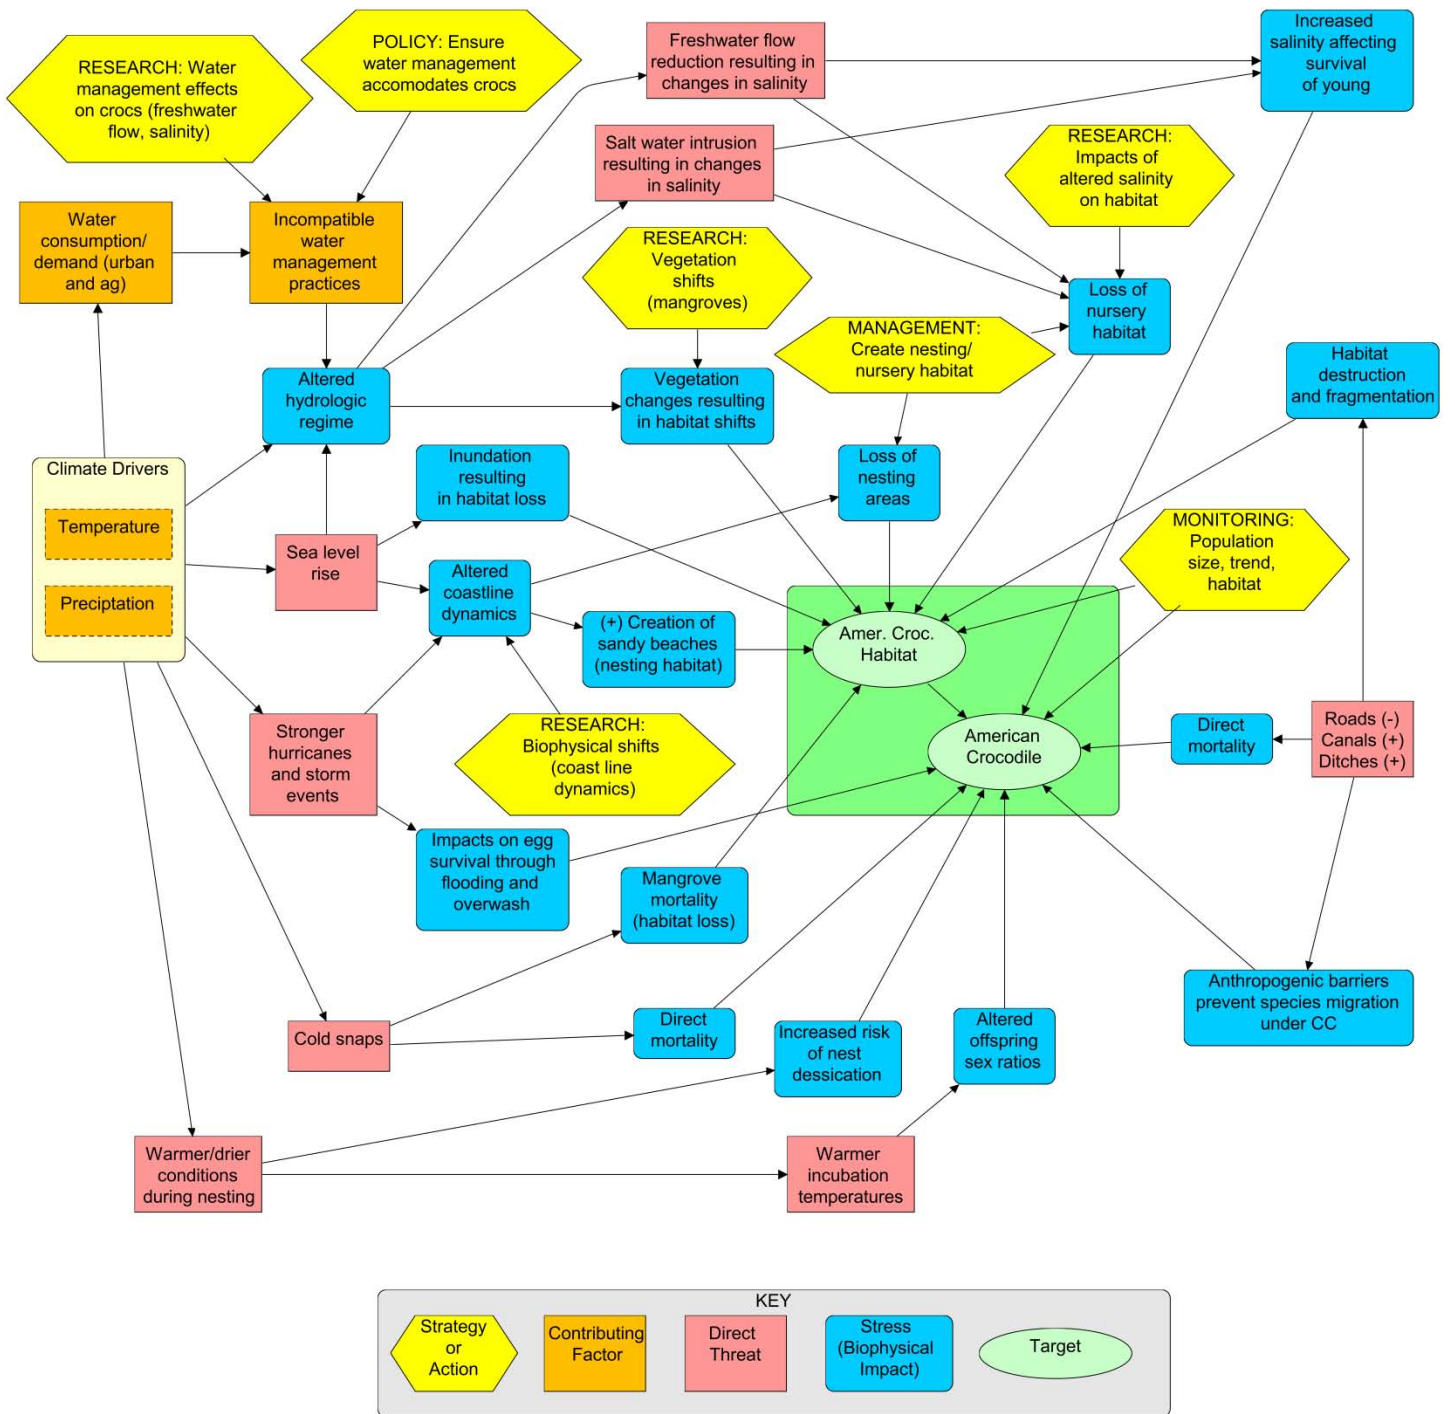 RESEARCH: Water
management effects
on crocs (freshwater
flow, salinity)
POLICY: Ensure
water management
accomodates crocs
Freshwater flow
reduction resulting in
changes in salinity
Increased
salinity affecting
survival
of young
Salt water intrusion
resulting in changes
in salinity
RESEARCH:
Impacts of
altered salinity
on habitat
Water
consumption/
demand (urban
and ag)
Incompatible
water
management
practices
RESEARCH:
Vegetation
shifts
(mangroves)
Loss of
nursery
habitat
MANAGEMENT:
Create nesting/
nursery habitat
Habitat
destruction
and fragmentation
Altered
hydrologic
regime
Vegetation
changes resulting
in habitat shifts
Climate Drivers
Temperature
Preciptation
Inundation
resulting
in habitat loss
Loss of
nesting
areas
MONITORING:
Population
size, trend,
habitat
Sea level
rise
Altered
coastline
dynamics
(+) Creation of
sandy beaches
(nesting habitat)
Amer. Croc.
Habitat
American
Crocodile
Direct
mortality
Roads (-)
Canals (+)
Ditches (+)
Stronger
hurricanes
and storm
events
RESEARCH:
Biophysical shifts
(coast line
dynamics)
Impacts on egg
survival through
flooding and
overwash
Mangrove
mortality
(habitat loss)
Anthropogenic barriers
prevent species migration
under CC
Cold snaps
Direct
mortality
Increased risk
of nest
dessication
Altered
offspring
sex ratios
Warmer/drier
conditions
during nesting
Warmer
incubation
temperatures
KEY
Strategy
or
Action
Contributing
Factor
Direct
Threat
Stress
(Biophysical
Impact)
Target